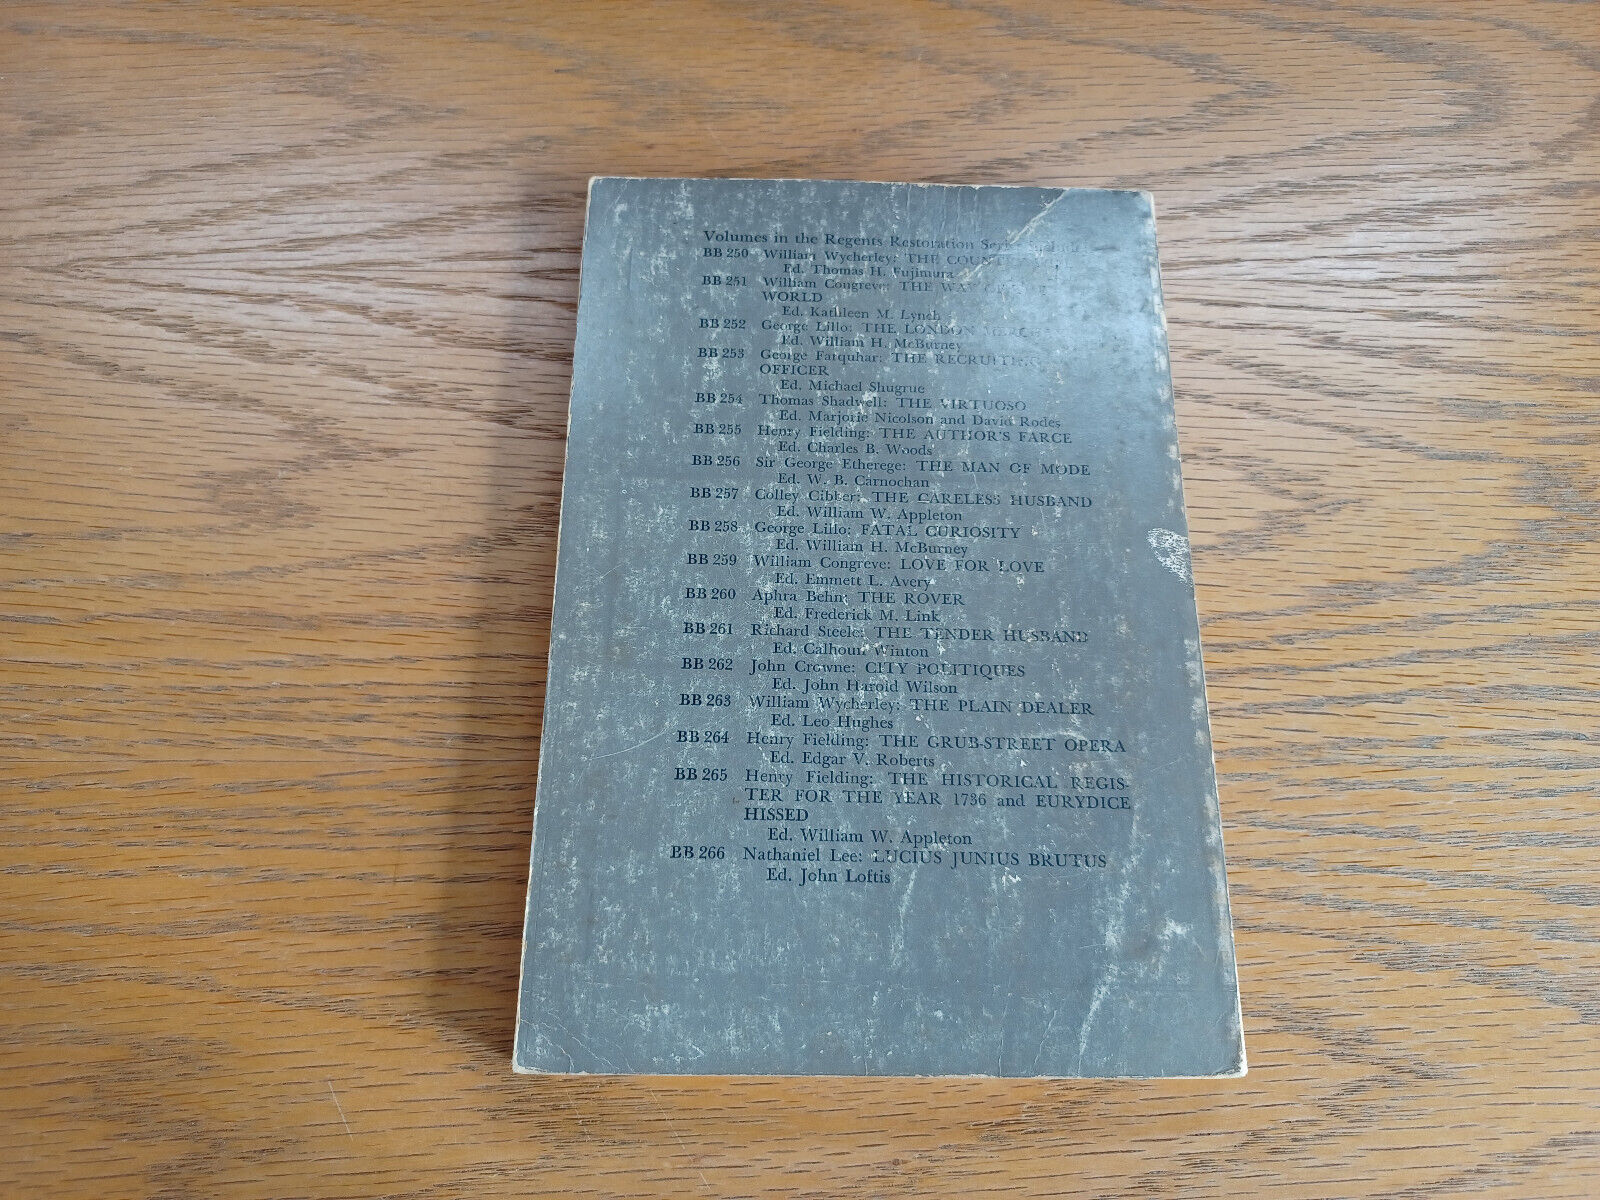 Volumes in the Regents Restoration Series
BB 250 William Wycherley: THE COUNTRY
Ed. Thomas H. Fujimura
BB 251 William Congreve: THE WAY OF THE
WORLD
Ed. Kathleen M. Lynch
BB 252 George Lillo: THE LONDON
Ed. William H. McBurney
BB 253 George Farquhar: THE RECRUITING
OFFICER
Ed. Michael Shugrue
BB 254 Thomas Shadwell: THE VIRTUOSO
Ed. Marjorie Nicolson and David Rodes
BB 255 Henry Fielding: THE AUTHOR'S FARCE
Ed. Charles B. Woods
BB 256 Sir George Etherege: THE MAN OF MODE
Ed. W. B. Carnochan
BB 257 Colley Cibber: THE CARELESS HUSBAND
Ed. William W. Appleton
BB 258 George Lillo: FATAL CURIOSITY
Ed. William H. McBurney
BB 259 William Congreve: LOVE FOR LOVE
Ed. Emmett L. Avery
BB 260 Aphra Behn: THE ROVER
Ed. Frederick M. Link
BB 261 Richard Steele: THE TENDER HUSBAND
Ed. Calhoun Winton
BB 262 John Crowne: CITY POLITIQUES
Ed. John Harold Wilson
BB 263 William Wycherley: THE PLAIN DEALER
Ed. Leo Hughes
BB 264 Henry Fielding: THE GRUB-STREET OPERA
Ed. Edgar V. Roberts
BB 265 Henry Fielding: THE HISTORICAL REGIS-
TER FOR THE YEAR 1736 and EURYDICE
HISSED
Ed. William W. Appleton
BB 266 Nathaniel Lee: LUCIUS JUNIUS BRUTUS
Ed. John Loftis